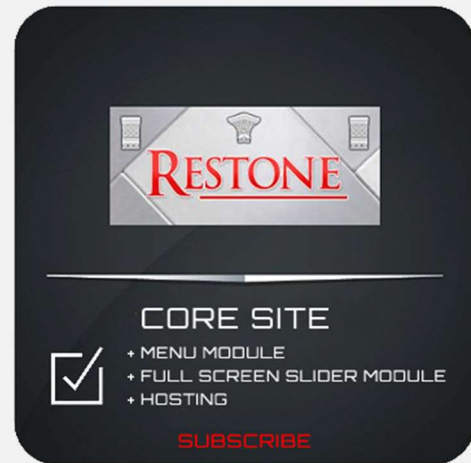 RESTONE
CORE SITE
+ MENU MODULE
+ FULL SCREEN SLIDER MODULE
+ HOSTING
SUBSCRIBE